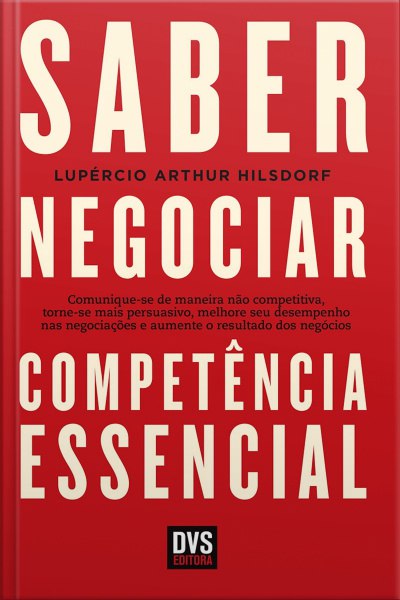 SABER
LUPÉRCIO ARTHUR HILSDORF
NEGOCIAR
Comunique-se de maneira não competitiva,
torne-se mais persuasivo, melhore seu desempenho
nas negociações e aumente o resultado dos negócios
COMPETÊNCIA
ESSENCIAL
DVS
EDITORA